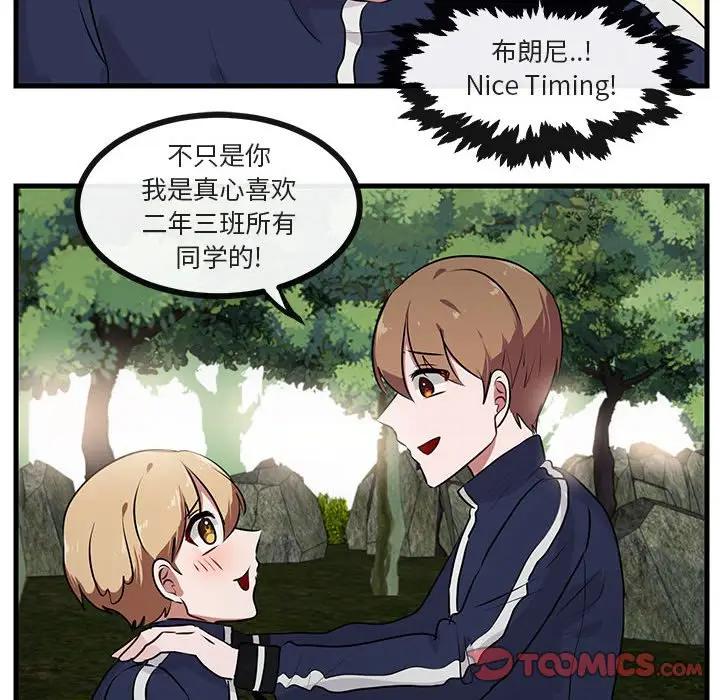 布朗尼..!
Nice Timing!
不只是你
我是真心喜欢
二年三班所有
同学的!
TOOMICS.COM